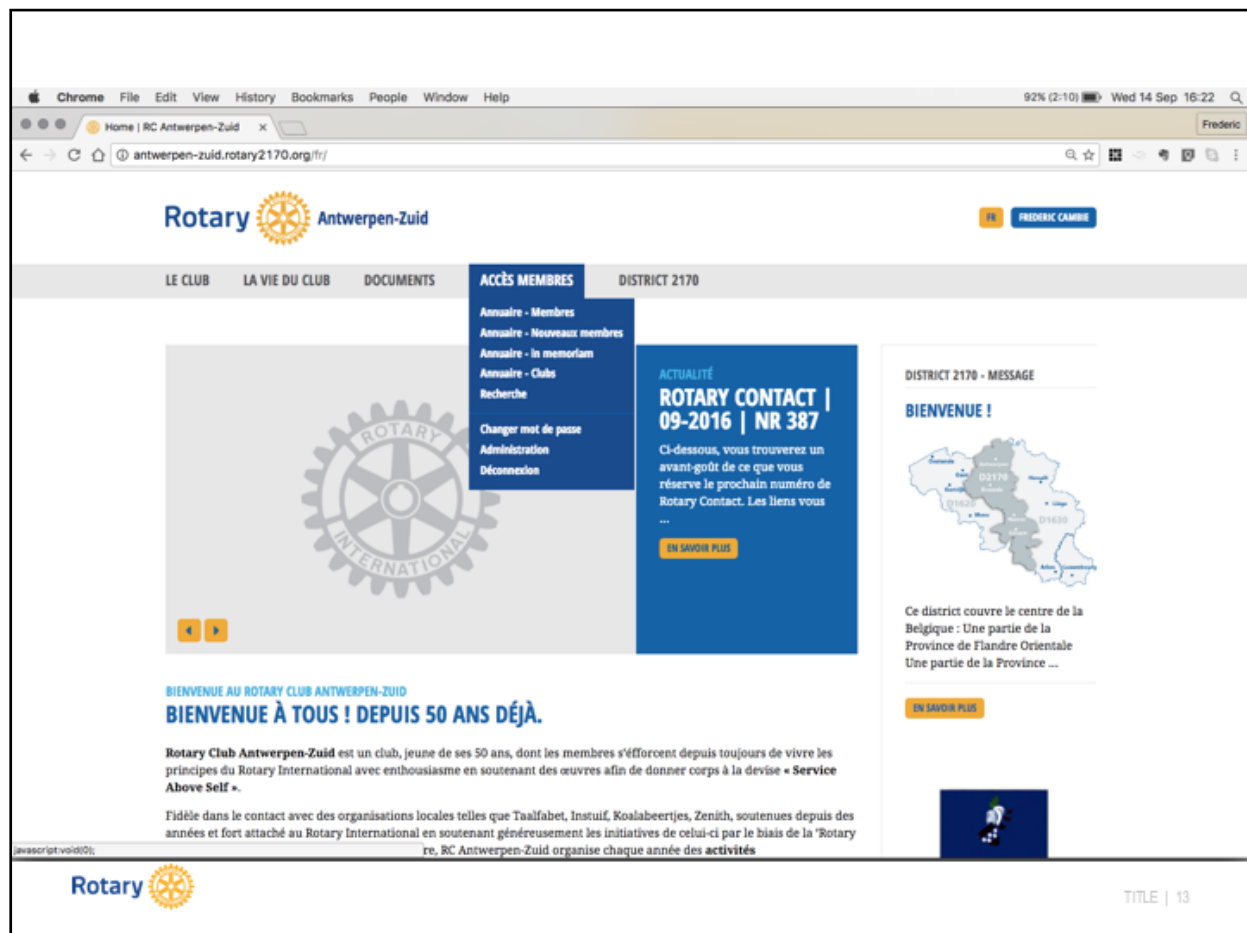 Chrome File Edit View History Bookmarks People Window Help 92% (2:10) Wed 14 Sep 16:22
Home | RC Antwerpen-Zuid
Frederic
antwerpen-zuid.rotary2170.org/fr/
Rotary Antwerpen-Zuid
FR FREDERIC CAMBIE
LE CLUB LA VIE DU CLUB DOCUMENTS ACCÈS MEMBRES DISTRICT 2170
Annuaire - Membres
Annuaire - Nouveaux membres
Annuaire - In memoriam
Annuaire - Clubs
Recherche
Changer mot de passe
Administration
Déconnexion
ROTARY
INTERNATIONAL
ACTUALITÉ
ROTARY CONTACT |
09-2016 | NR 387
Ci-dessous, vous trouverez un
avant-goût de ce que vous
réserve le prochain numéro de
Rotary Contact. Les liens vous
...
EN SAVOIR PLUS
DISTRICT 2170 - MESSAGE
BIENVENUE !
D2170
D1620
D1630
Liège
Mons
Ce district couvre le centre de la
Belgique : Une partie de la
Province de Flandre Orientale
Une partie de la Province ...
EN SAVOIR PLUS
BIENVENUE AU ROTARY CLUB ANTWERPEN-ZUID
BIENVENUE À TOUS ! DEPUIS 50 ANS DÉJÀ.
Rotary Club Antwerpen-Zuid est un club, jeune de ses 50 ans, dont les membres s'éfforcent depuis toujours de vivre les
principes du Rotary International avec enthousiasme en soutenant des œuvres afin de donner corps à la devise « Service
Above Self ».
Fidèle dans le contact avec des organisations locales telles que Taalfabet, Instuif, Koalabeertjes, Zenith, soutenues depuis des
années et fort attaché au Rotary International en soutenant généreusement les initiatives de celui-ci par le biais de la "Rotary
re, RC Antwerpen-Zuid organise chaque année des activités
javascript:void(0);
Rotary
TITLE | 13